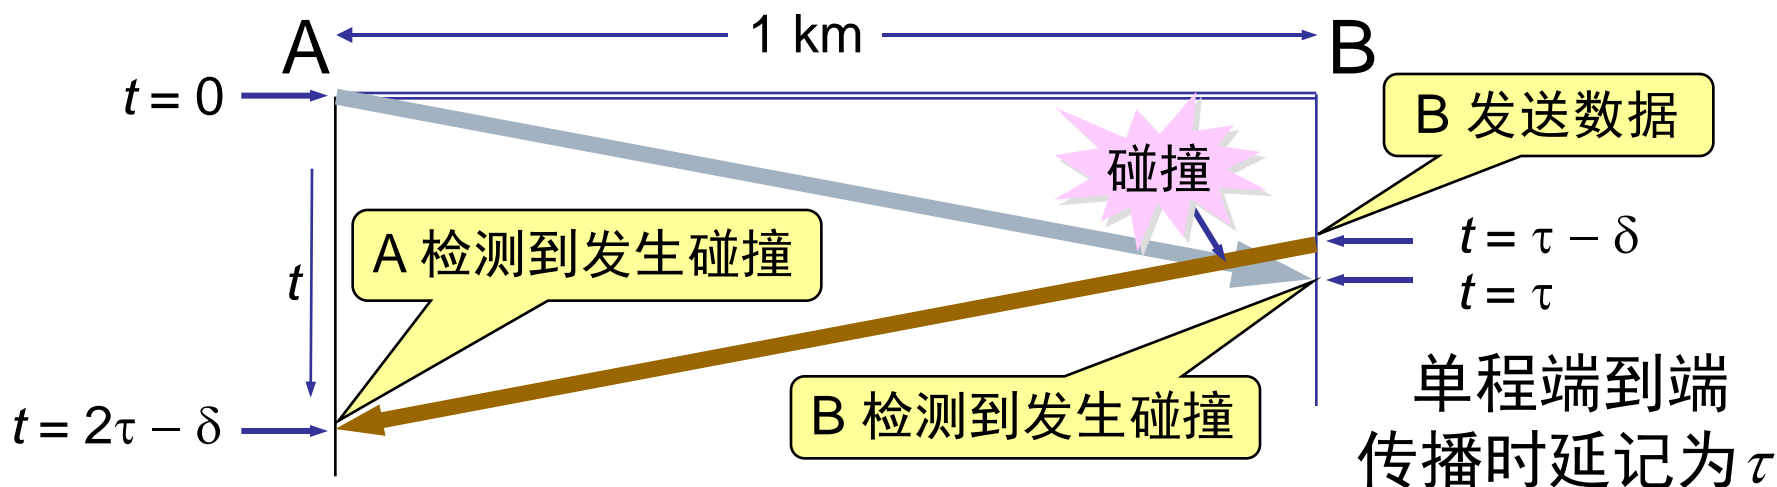 A
1 km
B
t = 0
B 发送数据
碰撞
A 检测到发生碰撞
t = τ − δ
t
t = τ
单程端到端
传播时延记为 τ
B 检测到发生碰撞
t = 2τ − δ